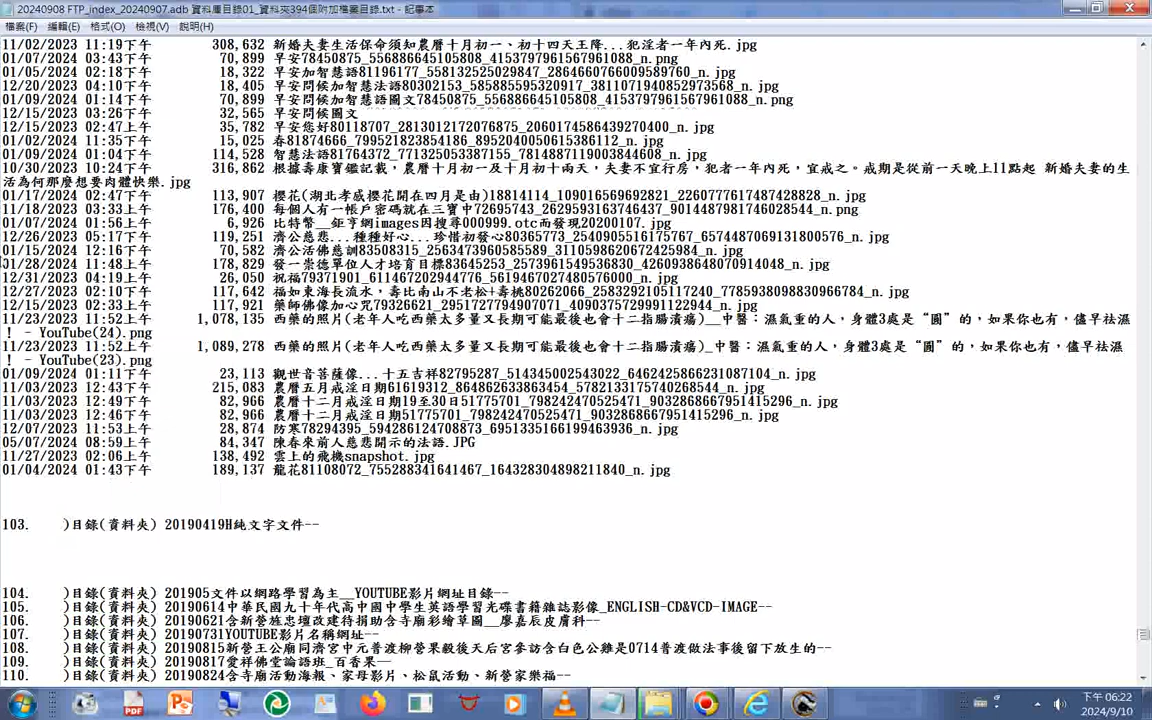 20240908 FTP_index_20240907.adb 資料庫目錄01_資料夾394個附加檔案目錄.txt - 記事本
檔案(F) 編輯(E) 格式(O) 檢視(V) 說明(H)
11/02/2023 11:19下午 308,632 新婚夫妻生活保命須知農曆十月初一、初十四天王降...犯淫者一年內死.jpg
01/07/2024 03:43下午 70,899 早安78450875_556886645105808_4153797961567961088_n.png
01/05/2024 02:18下午 18,322 早安加智慧語81196177_558132525029847_2864660766009589760_n.jpg
12/20/2024 04:10下午 18,405 早安問候加智慧法語80302153_585885595320917_3811071940852973568_n.jpg
01/09/2024 01:14下午 70,899 早安問候加智慧語圖文78450875_556886645105808_4153797961567961088_n.png
12/15/2023 03:26下午 32,565 早安問候圖文
12/15/2023 02:47上午 35,782 早安您好80118707_2813012172076875_2060174586439270400_n.jpg
01/02/2024 11:35下午 15,025 春81874666_799521823854186_8952040050615386112_n.jpg
01/09/2024 01:04下午 114,528 智慧法語81764372_771325053387155_7814887119003844608_n.jpg
10/30/2023 10:24下午 316,862 根據壽康寶鑑記載，農曆十月初一及十月初十兩天，夫妻不宜行房，犯者一年內死，宜戒之。戒期是從前一天晚上11點起 新婚夫妻的生
活為何那麼想要肉體快樂.jpg
01/17/2024 02:47下午 113,907 櫻花(湖北孝感櫻花開在四月是由)18814114_109016569692821_2260777617487428828_n.jpg
11/18/2023 03:33上午 176,400 每個人有一帳戶密碼就在三寶中72695743_2629593163746437_9014487981746028544_n.png
01/07/2024 01:56上午 6,926 比特幣__鉅亨網images因搜尋000999.otc而發現20200107.jpg
12/26/2023 05:17下午 119,251 濟公慈悲...種種好心...珍惜初發心80365773_2540905516175767_6574487069131800576_n.jpg
01/15/2024 12:16下午 70,582 濟公活佛慈訓83508315_2563473960585589_3110598620672425984_n.jpg
01/28/2024 11:48上午 178,829 發一崇德單位人才培育目標83645253_2573961549536830_4260938648070914048_n.jpg
12/31/2023 04:19上午 26,050 祝福79371901_611467202944776_5619467027480576000_n.jpg
12/27/2023 02:10下午 117,642 福如東海長流水，壽比南山不老松+壽桃80262066_2583292105117240_7785938098830966784_n.jpg
12/15/2023 02:33上午 117,921 藥師佛像加心咒79326621_2951727794907071_4090375729991122944_n.jpg
11/23/2023 11:52上午 1,078,135 西藥的照片(老年人吃西藥太多量又長期可能最後也會十二指腸潰瘍)__中醫：濕氣重的人，身體3處是“圓”的，如果你也有，儘早祛濕
! - YouTube(24).png
11/23/2023 11:52上午 1,089,278 西藥的照片(老年人吃西藥太多量又長期可能最後也會十二指腸潰瘍)_中醫：濕氣重的人，身體3處是“圓”的，如果你也有，儘早祛濕
! - YouTube(23).png
01/09/2024 01:11下午 23,113 觀世音菩薩像...十五吉祥82795287_514345002543022_6462425866231087104_n.jpg
11/03/2023 12:43下午 215,083 農曆五月戒淫日期61619312_864862633863454_5782133175740268544_n.jpg
11/03/2023 12:49下午 82,966 農曆十二月戒淫日期19至30日51775701_798242470525471_9032868667951415296_n.jpg
11/03/2023 12:46下午 82,966 農曆十二月戒淫日期51775701_798242470525471_9032868667951415296_n.jpg
12/07/2023 11:53上午 28,874 防寒78294395_594286124708873_6951335166199463936_n.jpg
05/07/2024 08:59上午 84,347 陳春來前人慈悲開示的法語.JPG
11/27/2023 02:06上午 138,492 雲上的飛機snapshot.jpg
01/04/2024 01:43下午 189,137 龍花81108072_755288341641467_164328304898211840_n.jpg
103. )目錄(資料夾) 20190419H純文字文件--
104. )目錄(資料夾) 201905文件以網路學習為主__YOUTUBE影片網址目錄--
105. )目錄(資料夾) 20190614中華民國九十年代高中國中學生英語學習光碟書籍雜誌影像_ENGLISH-CD&VCD-IMAGE--
106. )目錄(資料夾) 20190621含新營旌忠壇改建待捐助含寺廟彩繪草圖__廖嘉辰皮膚科--
107. )目錄(資料夾) 20190731YOUTUBE影片名稱網址--
108. )目錄(資料夾) 20190815新營王公廟同濟宮中元普渡柳營果毅後天后宮參訪含白色公雞是0714普渡做法事後留下放生的--
109. )目錄(資料夾) 20190817愛祥佛堂論語班_百香果--
110. )目錄(資料夾) 20190824含寺廟活動海報、家母影片、松鼠活動、新營家樂福--
下午 06:22
2024/9/10